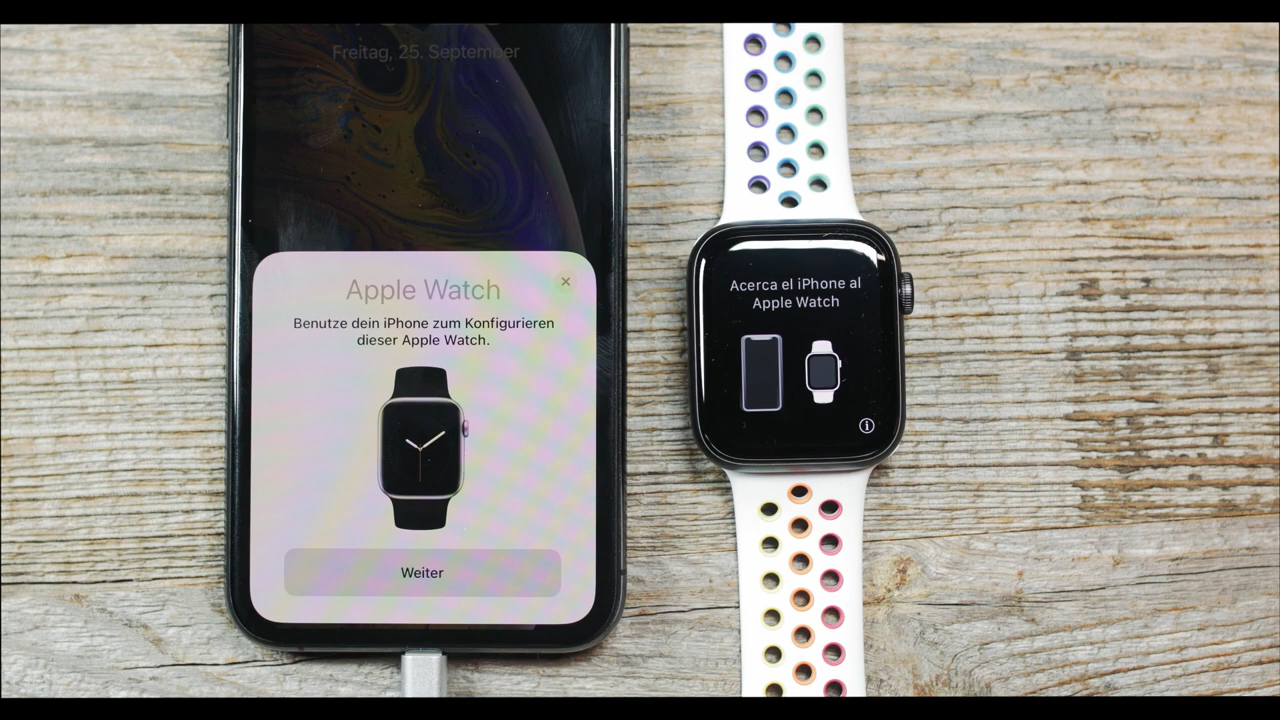 Freitag, 25. September
Apple Watch
Benutze dein iPhone zum Konfigurieren
dieser Apple Watch.
Weiter
Acerca el iPhone al
Apple Watch